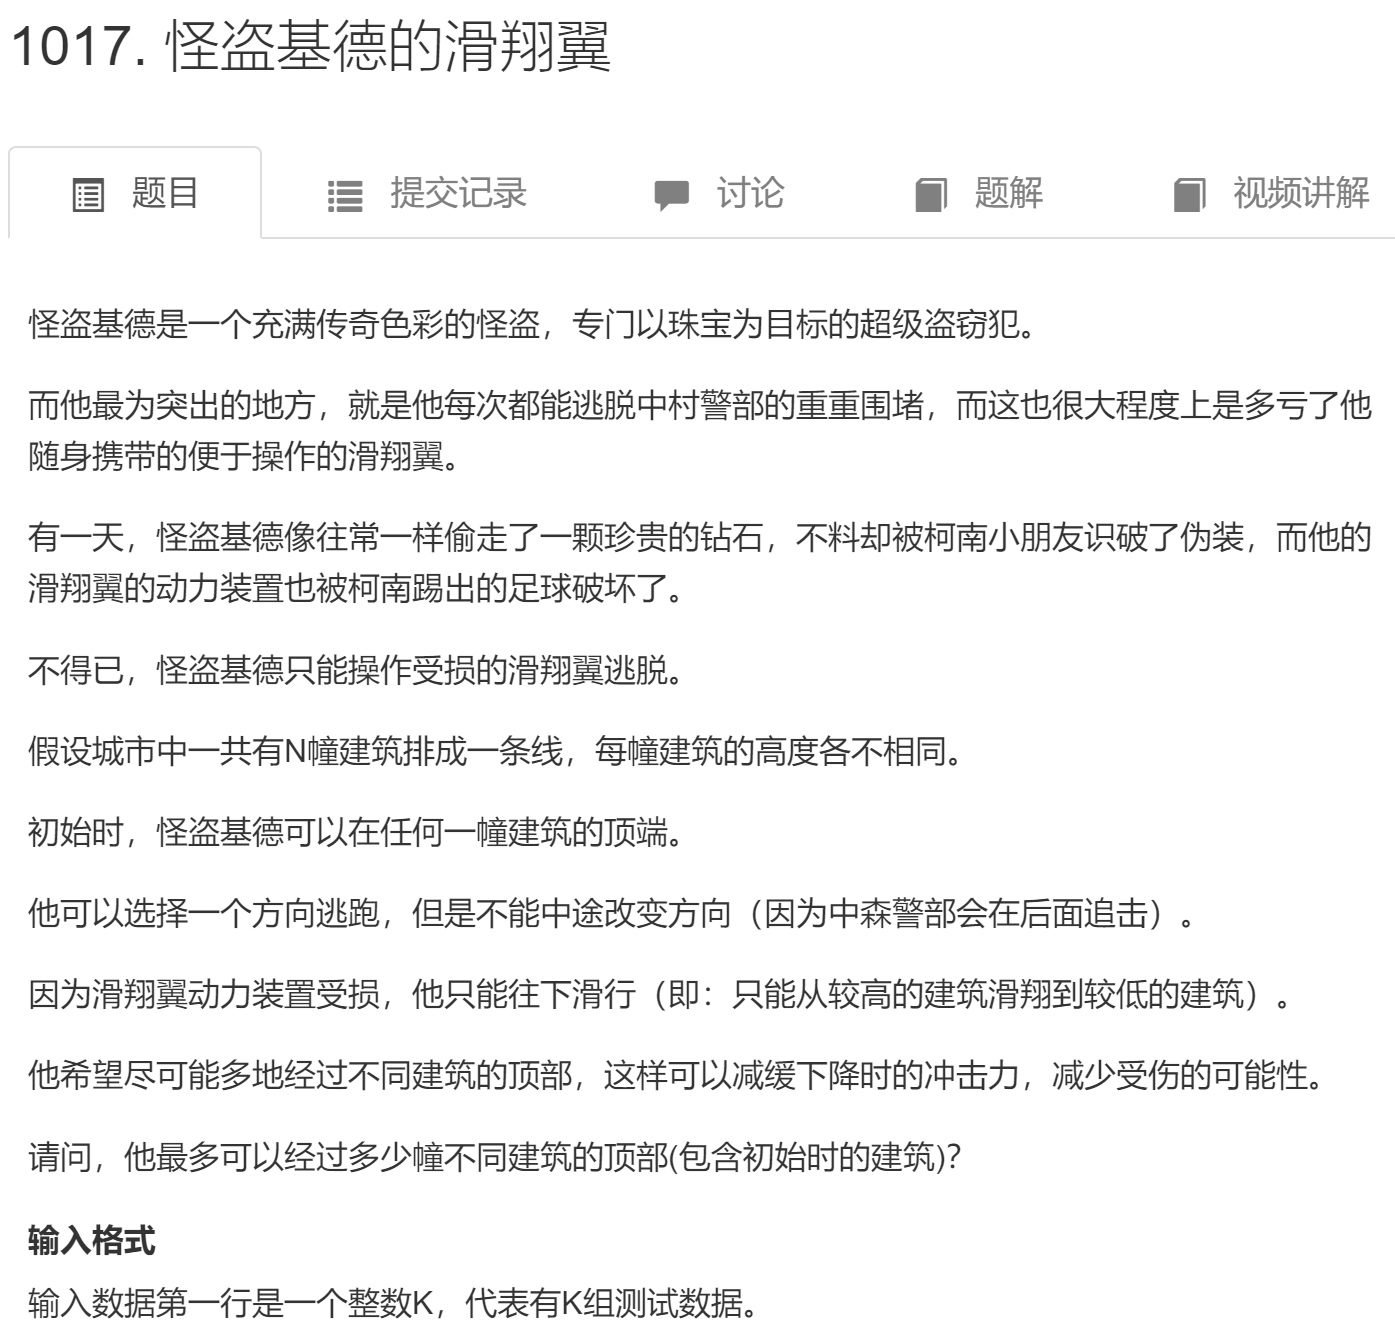 1017. 怪盗基德的滑翔翼
题目 提交记录 讨论 题解 视频讲解
怪盗基德是一个充满传奇色彩的怪盗，专门以珠宝为目标的超级盗窃犯。
而他最为突出的地方，就是他每次都能逃脱中村警部的重重围堵，而这也很大程度上是多亏了他
随身携带的便于操作的滑翔翼。
有一天，怪盗基德像往常一样偷走了一颗珍贵的钻石，不料却被柯南小朋友识破了伪装，而他的
滑翔翼的动力装置也被柯南踢出的足球破坏了。
不得已，怪盗基德只能操作受损的滑翔翼逃脱。
假设城市中一共有N幢建筑排成一条线，每幢建筑的高度各不相同。
初始时，怪盗基德可以在任何一幢建筑的顶端。
他可以选择一个方向逃跑，但是不能中途改变方向（因为中森警部会在后面追击）。
因为滑翔翼动力装置受损，他只能往下滑行（即：只能从较高的建筑滑翔到较低的建筑）。
他希望尽可能多地经过不同建筑的顶部，这样可以减缓下降时的冲击力，减少受伤的可能性。
请问，他最多可以经过多少幢不同建筑的顶部(包含初始时的建筑)?
输入格式
输入数据第一行是一个整数K，代表有K组测试数据。